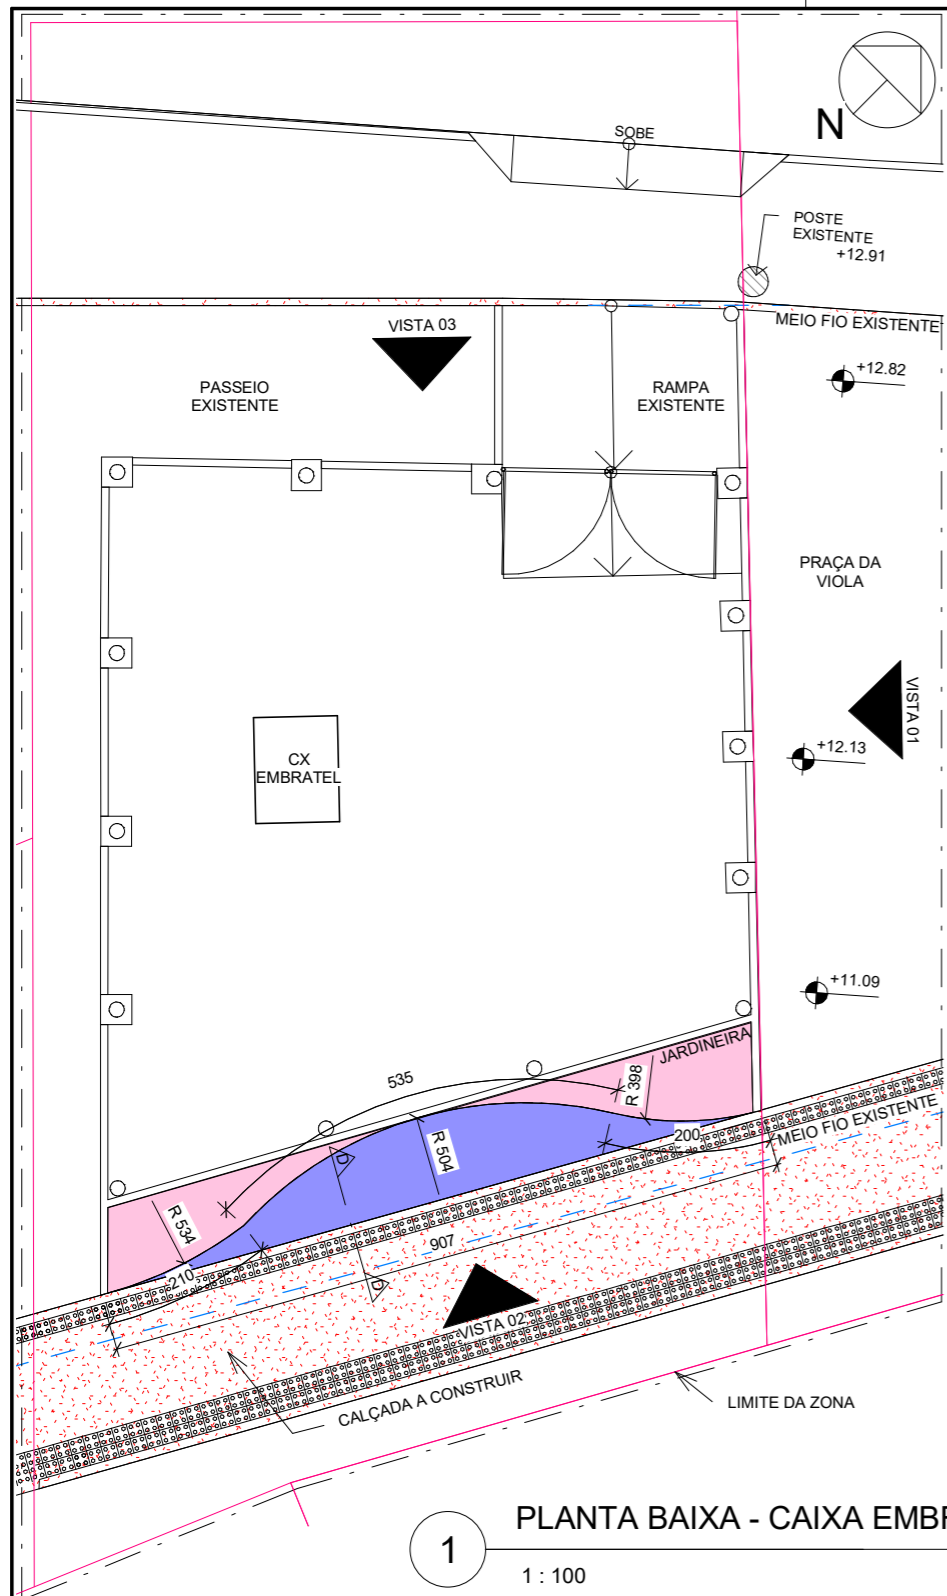 SOBE
N
POSTE
EXISTENTE
+12.91
MEIO FIO EXISTENTE
VISTA 03
+12.82
PASSEIO
EXISTENTE
RAMPA
EXISTENTE
PRAÇA DA
VIOLA
VISTA 01
+12.13
CX
EMBRATEL
+11.09
JARDINEIRA
535
R 398
MEIO FIO EXISTENTE
200
R 504
D
R 534
907
210
D
VISTA 02
CALÇADA A CONSTRUIR
LIMITE DA ZONA
1
PLANTA BAIXA - CAIXA EMB
1 : 100